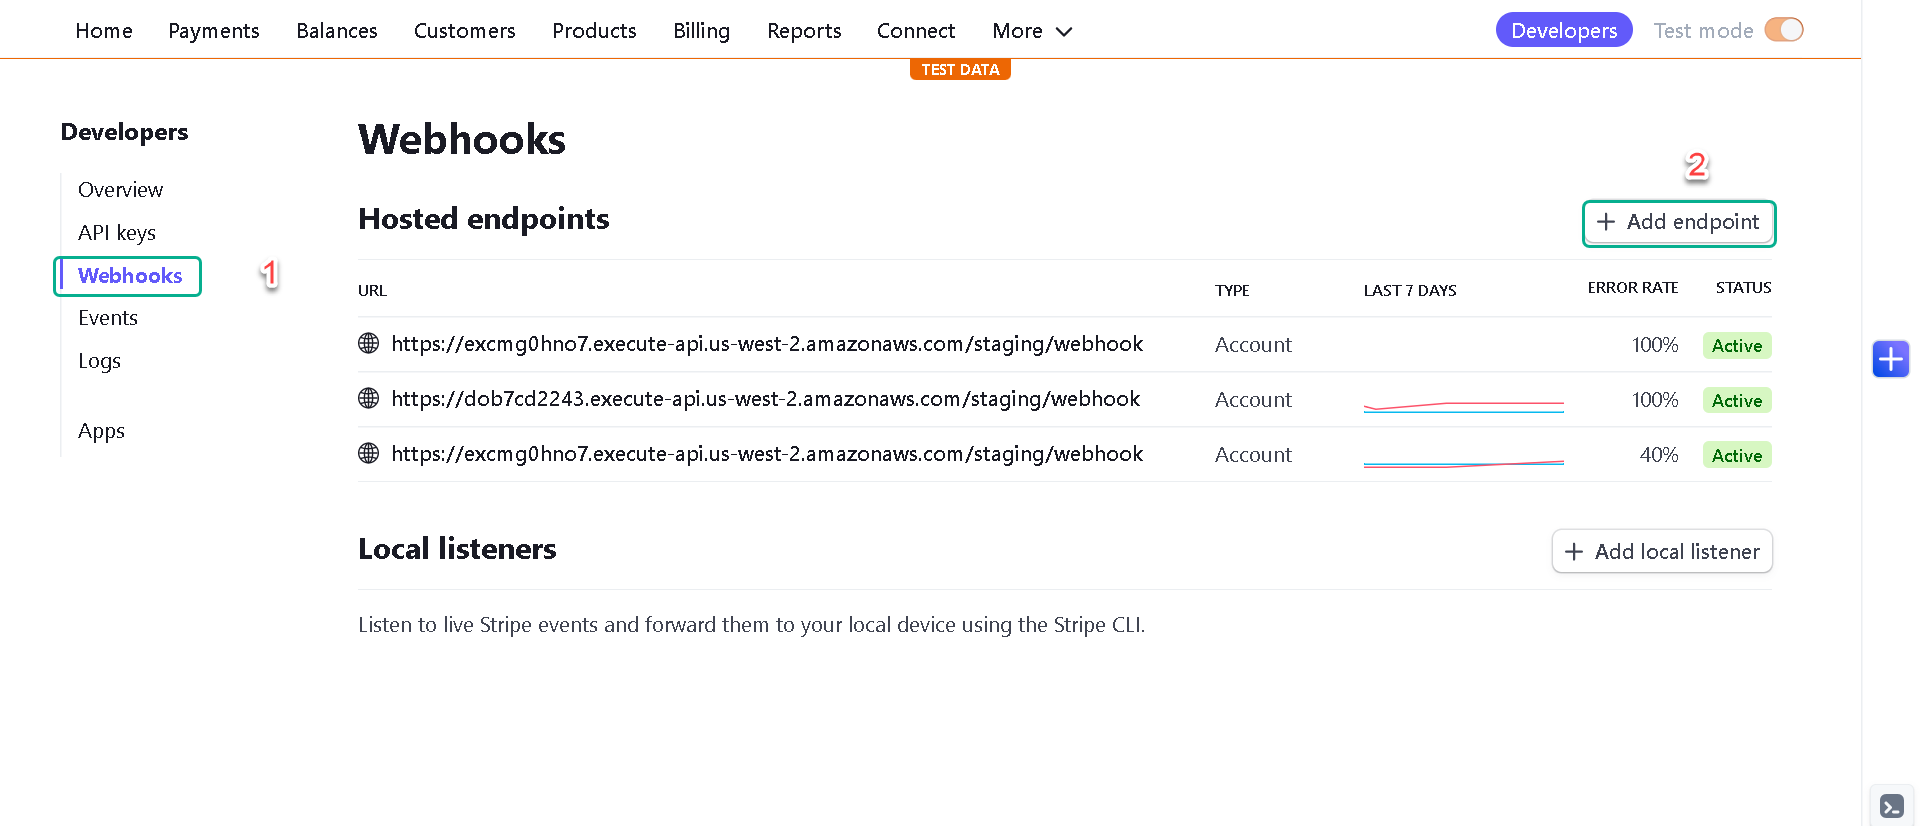 Home Payments Balances Customers Products Billing Reports Connect More Developers Test mode
TEST DATA
Developers
Overview
API keys
Webhooks
1
Events
Logs
Apps
Webhooks
2
Hosted endpoints
+ Add endpoint
URL TYPE LAST 7 DAYS ERROR RATE STATUS
https://excmg0hno7.execute-api.us-west-2.amazonaws.com/staging/webhook Account 100% Active
https://dob7cd2243.execute-api.us-west-2.amazonaws.com/staging/webhook Account 100% Active
https://excmg0hno7.execute-api.us-west-2.amazonaws.com/staging/webhook Account 40% Active
Local listeners
+ Add local listener
Listen to live Stripe events and forward them to your local device using the Stripe CLI.